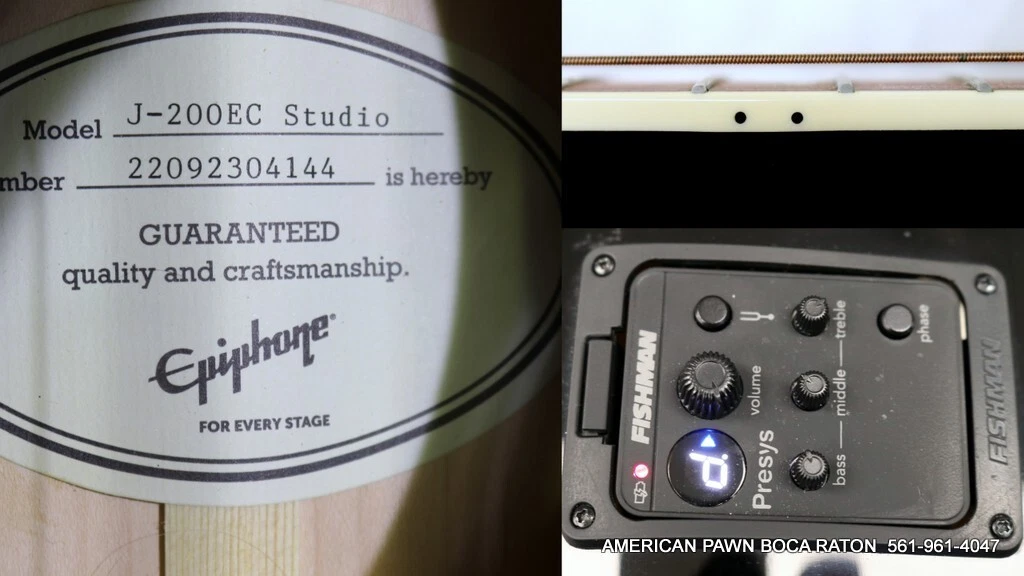 Model J-200EC Studio
mber 22092304144 is hereby
GUARANTEED
quality and craftsmanship.
Epiphone
FOR EVERY STAGE
FISHMAN
volume
treble
middle
bass
phase
Presys
d.
FISHMAN
AMERICAN PAWN BOCA RATON 561-961-4047